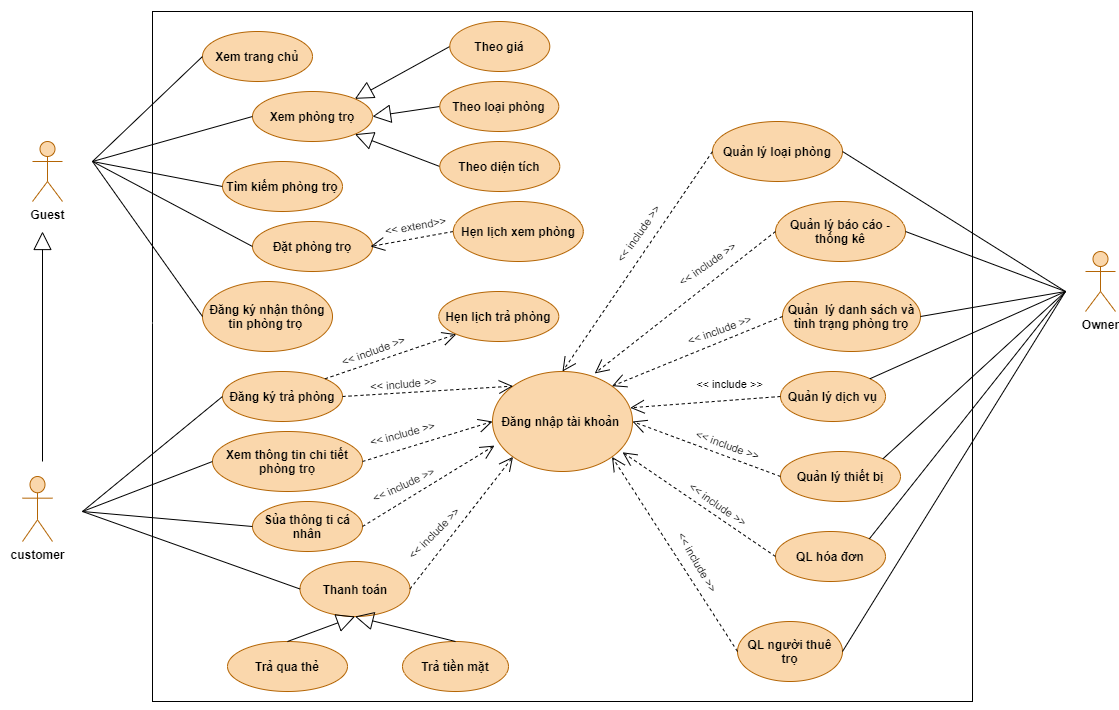 Xem trang chủ
Theo giá
Xem phòng trọ
Theo loại phòng
Theo diện tích
Quản lý loại phòng
Guest
Tìm kiếm phòng trọ
Đặt phòng trọ
<< extend>>
Hẹn lịch xem phòng
<< include >>
Quản lý báo cáo -
thống kê
<< include >>
Đăng ký nhận thông
tin phòng trọ
Hẹn lịch trả phòng
<< include >>
Quản  lý danh sách và
tình trạng phòng trọ
Owner
<< include >>
Đăng ký trả phòng
<< include >>
<< include >>
Quản lý dịch vụ
Đăng nhập tài khoản
Xem thông tin chi tiết
phòng trọ
<< include >>
<< include >>
Quản lý thiết bị
<< include >>
Sủa thông ti cá
nhân
<< include >>
<< include >>
QL hóa đơn
customer
Thanh toán
<< include >>
QL người thuê
trọ
Trả qua thẻ
Trả tiền mặt